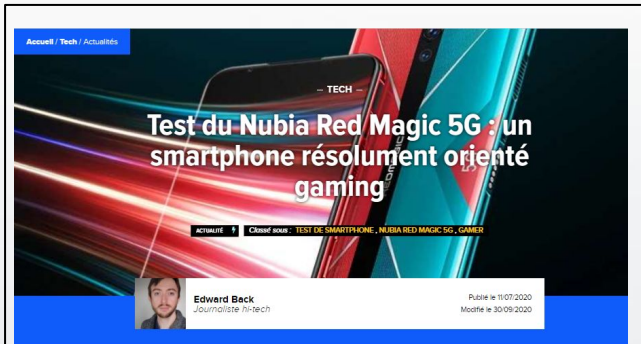 Accueil / Tech / Actualités
— TECH —
Test du Nubia Red Magic 5G : un
smartphone résolument orienté
gaming
ACTUALITÉ Classé sous : TEST DE SMARTPHONE , NUBIA RED MAGIC 5G , GAMER
Edward Back
Journaliste hi-tech
Publié le 11/07/2020
Modifié le 30/09/2020